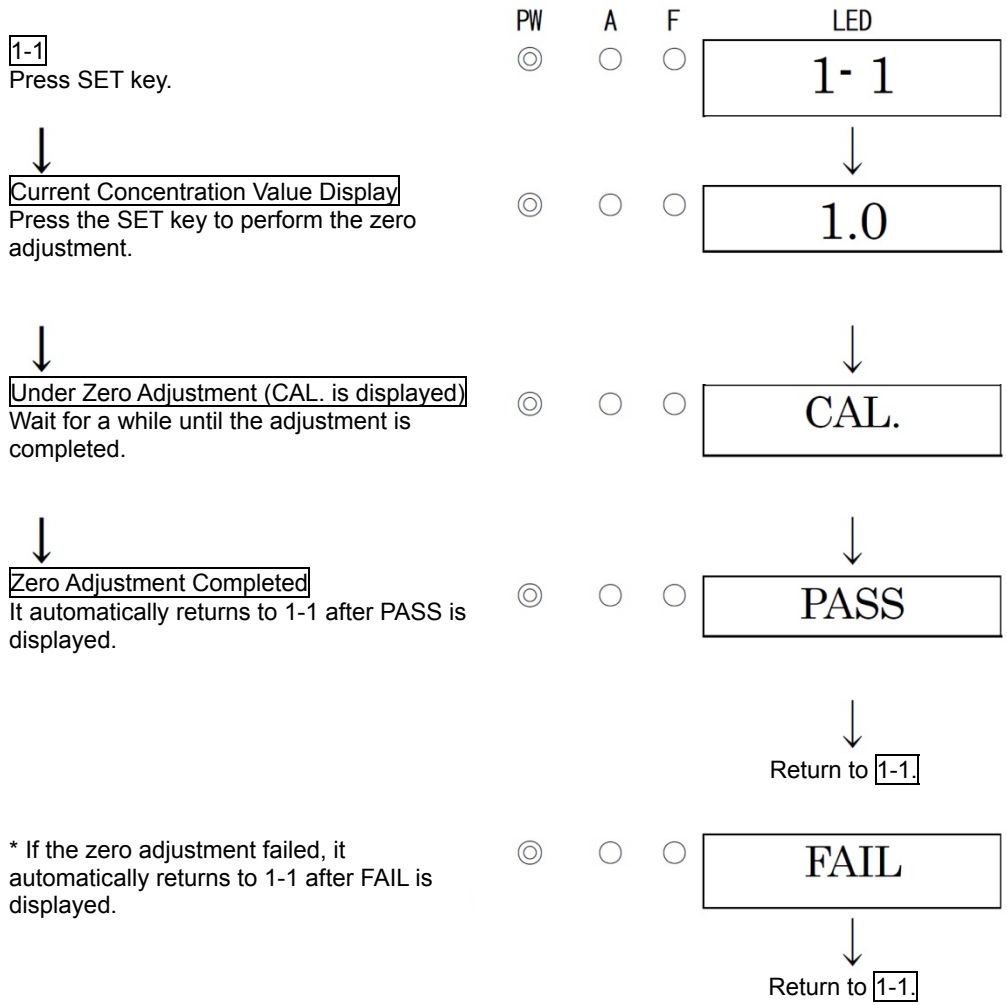 PW A F LED
1-1
Press SET key.
1- 1
Current Concentration Value Display
Press the SET key to perform the zero
adjustment.
1.0
Under Zero Adjustment (CAL. is displayed)
Wait for a while until the adjustment is
completed.
CAL.
Zero Adjustment Completed
It automatically returns to 1-1 after PASS is
displayed.
PASS
Return to 1-1.
* If the zero adjustment failed, it
automatically returns to 1-1 after FAIL is
displayed.
FAIL
Return to 1-1.